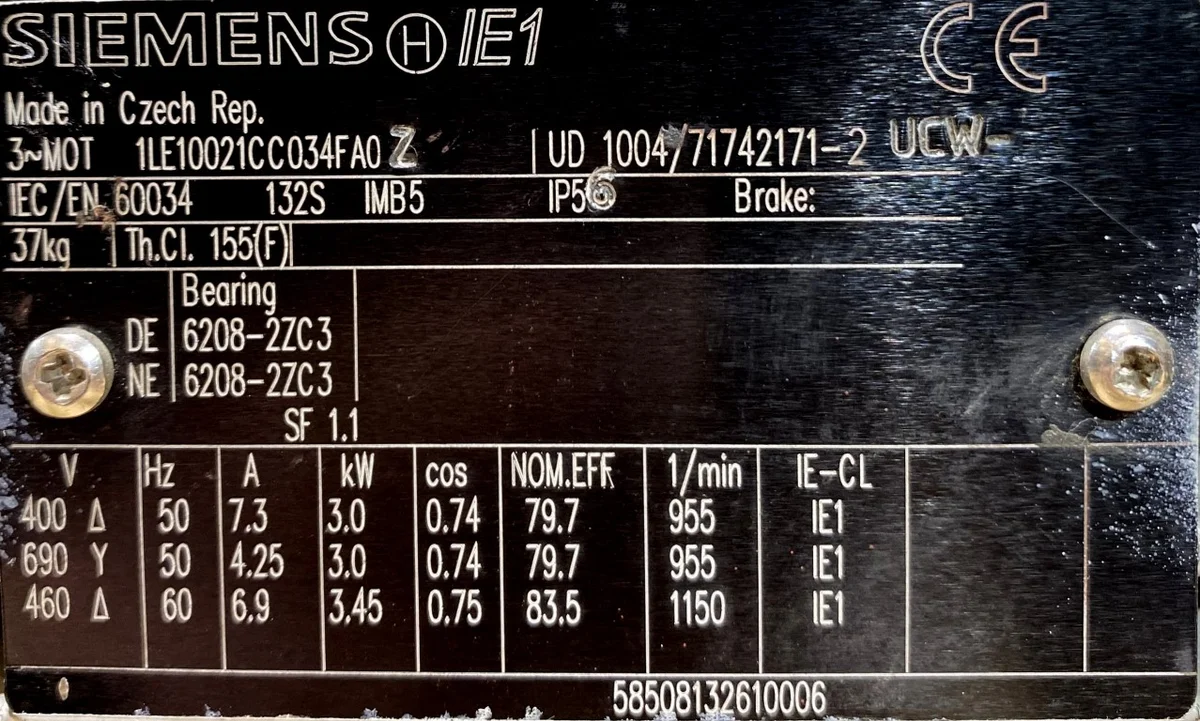 SIEMENS H IE1 CE
Made in Czech Rep.
3~MOT 1LE10021CC034FA0 Z UD 1004/71742171-2 UCW-
IEC/EN 60034 132S IMB5 IP56 Brake:
37kg Th.Cl. 155(F)
Bearing
DE 6208-2ZC3
NE 6208-2ZC3
SF 1.1
V Hz A kW cos NOM.EFF 1/min IE-CL
400 Δ 50 7.3 3.0 0.74 79.7 955 IE1
690 Y 50 4.25 3.0 0.74 79.7 955 IE1
460 Δ 60 6.9 3.45 0.75 83.5 1150 IE1
58508132610006